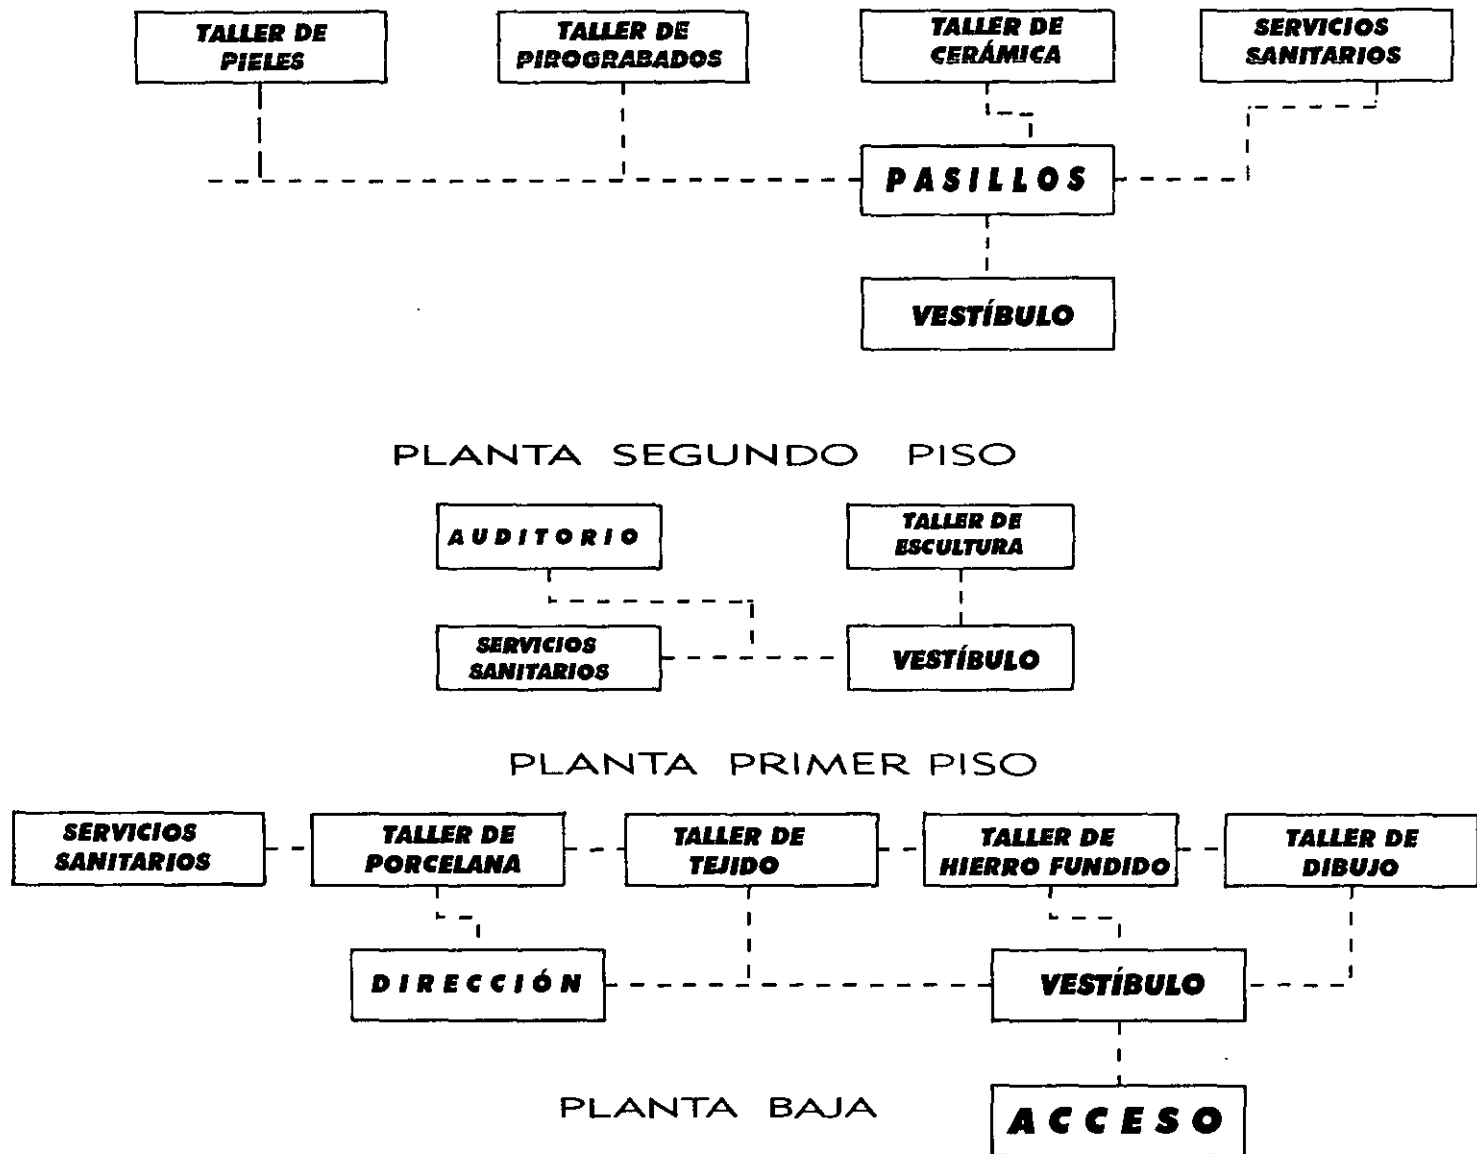 TALLER DE
PIELES
TALLER DE
PIROGRABADOS
TALLER DE
CERÁMICA
SERVICIOS
SANITARIOS
PASILLOS
VESTÍBULO
PLANTA SEGUNDO PISO
AUDITORIO
TALLER DE
ESCULTURA
SERVICIOS
SANITARIOS
VESTÍBULO
PLANTA PRIMER PISO
SERVICIOS
SANITARIOS
TALLER DE
PORCELANA
TALLER DE
TEJIDO
TALLER DE
HIERRO FUNDIDO
TALLER DE
DIBUJO
DIRECCIÓN
VESTÍBULO
PLANTA BAJA
ACCESO